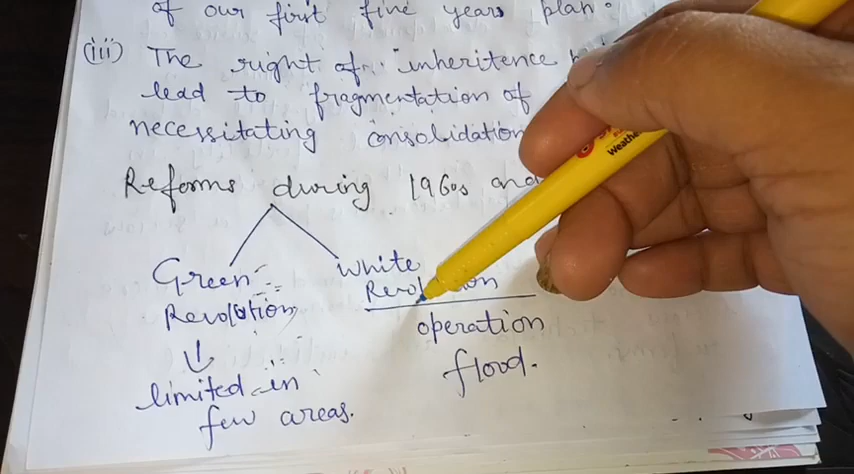 of our first five years plan.
(iii) The right of inheritence
lead to fragmentation of
necessitating consolidation
Reforms during 1960s and
Green
Revolution
limited in
few areas.
White
operation
flood.
Weathe